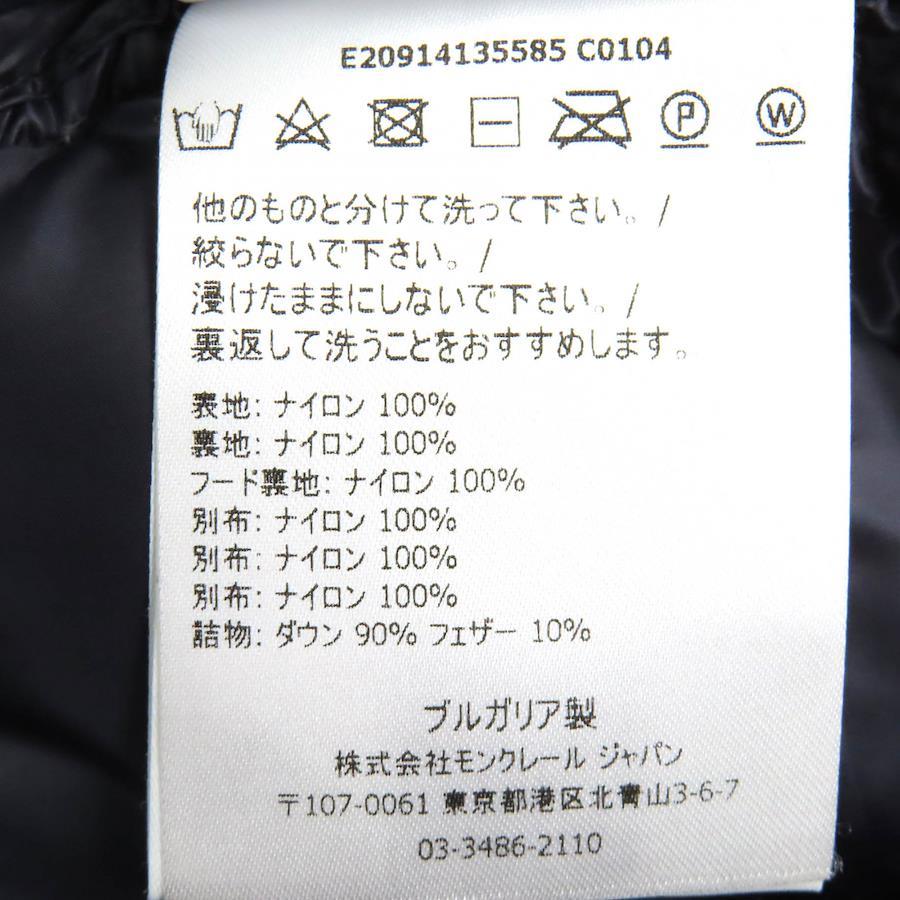 E20914135585 C0104
P
W
他のものと分けて洗って下さい。/
絞らないで下さい。/
浸けたままにしないで下さい。/
裏返して洗うことをおすすめします。
表地: ナイロン 100%
裏地: ナイロン 100%
フード裏地: ナイロン 100%
別布: ナイロン 100%
別布: ナイロン 100%
別布: ナイロン 100%
詰物: ダウン 90% フェザー 10%
ブルガリア製
株式会社モンクレール ジャパン
〒107-0061 東京都港区北青山3-6-7
03-3486-2110